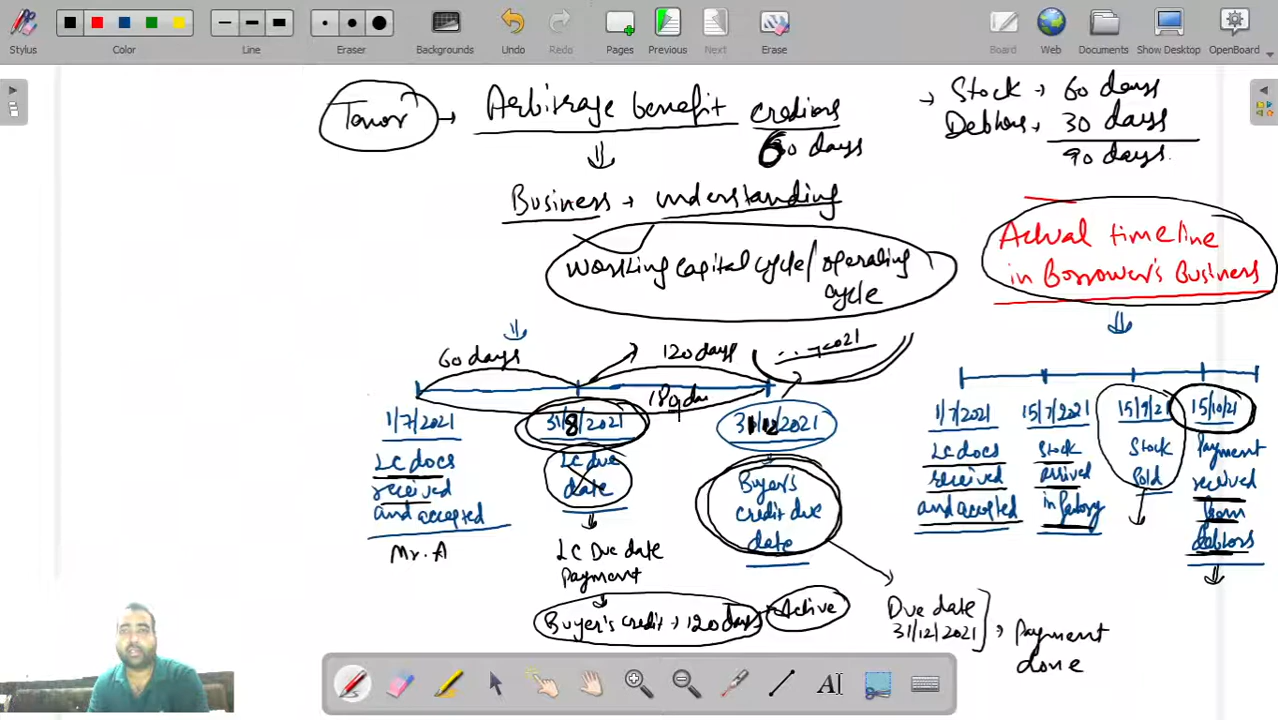 Stylus
Color
Line
Eraser
Backgrounds
Undo
Redo
Pages
Previous
Next
Erase
Board
Web
Documents
Show Desktop
OpenBoard
Tenor → Arbitrage benefit
creditors
60 days
→ Stock → 60 days
Debtors → 30 days
90 days.
Business → understanding
Working capital cycle/operating
cycle
Actual timeline
in Borrower's Business
60 days
120 days
2021
1/7/2021
31/8/2021
31/12/2021
LC docs
received
and accepted
Mr. A
LC due
date
LC Due date
Payment
Buyer's credit → 120 days
Active
Buyer's
credit due
date
Due date
31/12/2021
→ Payment
done
1/7/2021
LC docs
received
and accepted
15/7/2021
Stock
arrived
in factory
15/9/21
Stock
Sold
15/10/21
Payment
received
from
debtors